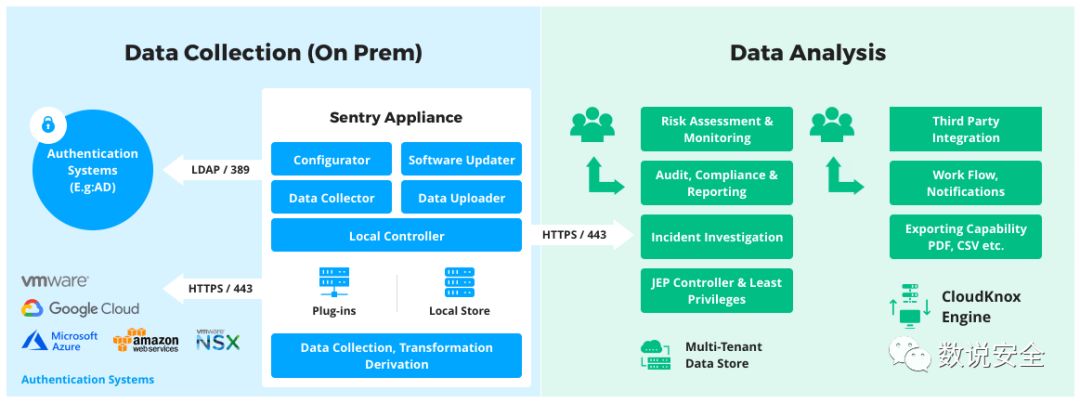 Data Collection (On Prem)
Data Analysis
Sentry Appliance
Authentication
Systems
(E.g:AD)
LDAP / 389
Configurator
Software Updater
Data Collector
Data Uploader
Local Controller
HTTPS / 443
HTTPS / 443
Plug-ins
Local Store
Data Collection, Transformation
Derivation
vmware®
Google Cloud
Microsoft
Azure
amazon
webservices
vmware
NSX
Authentication Systems
Risk Assessment &
Monitoring
Audit, Compliance &
Reporting
Incident Investigation
JEP Controller & Least
Privileges
Multi-Tenant
Data Store
Third Party
Integration
Work Flow,
Notifications
Exporting Capability
PDF, CSV etc.
CloudKnox
Engine
数说安全